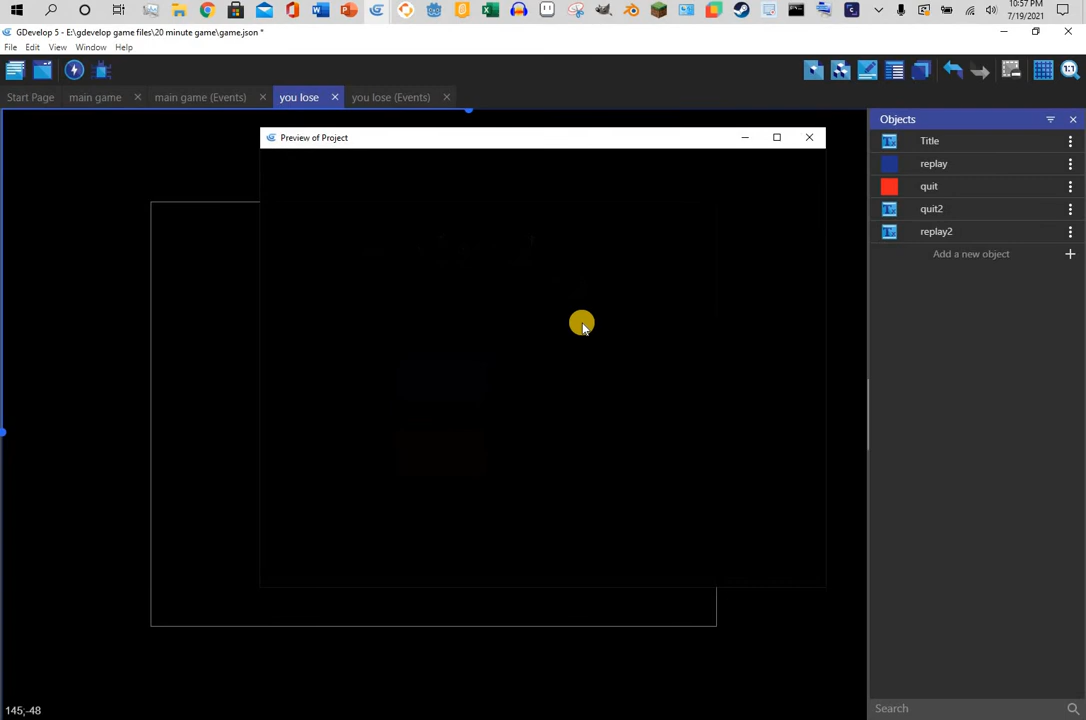 10:57 PM
7/19/2021
GDevelop 5 - E:\gdevelop game files\20 minute game\game.json *
File Edit View Window Help
1:1
Start Page main game main game (Events) you lose you lose (Events)
Objects
Preview of Project
Title
replay
quit
quit2
replay2
Add a new object
145;-48
Search